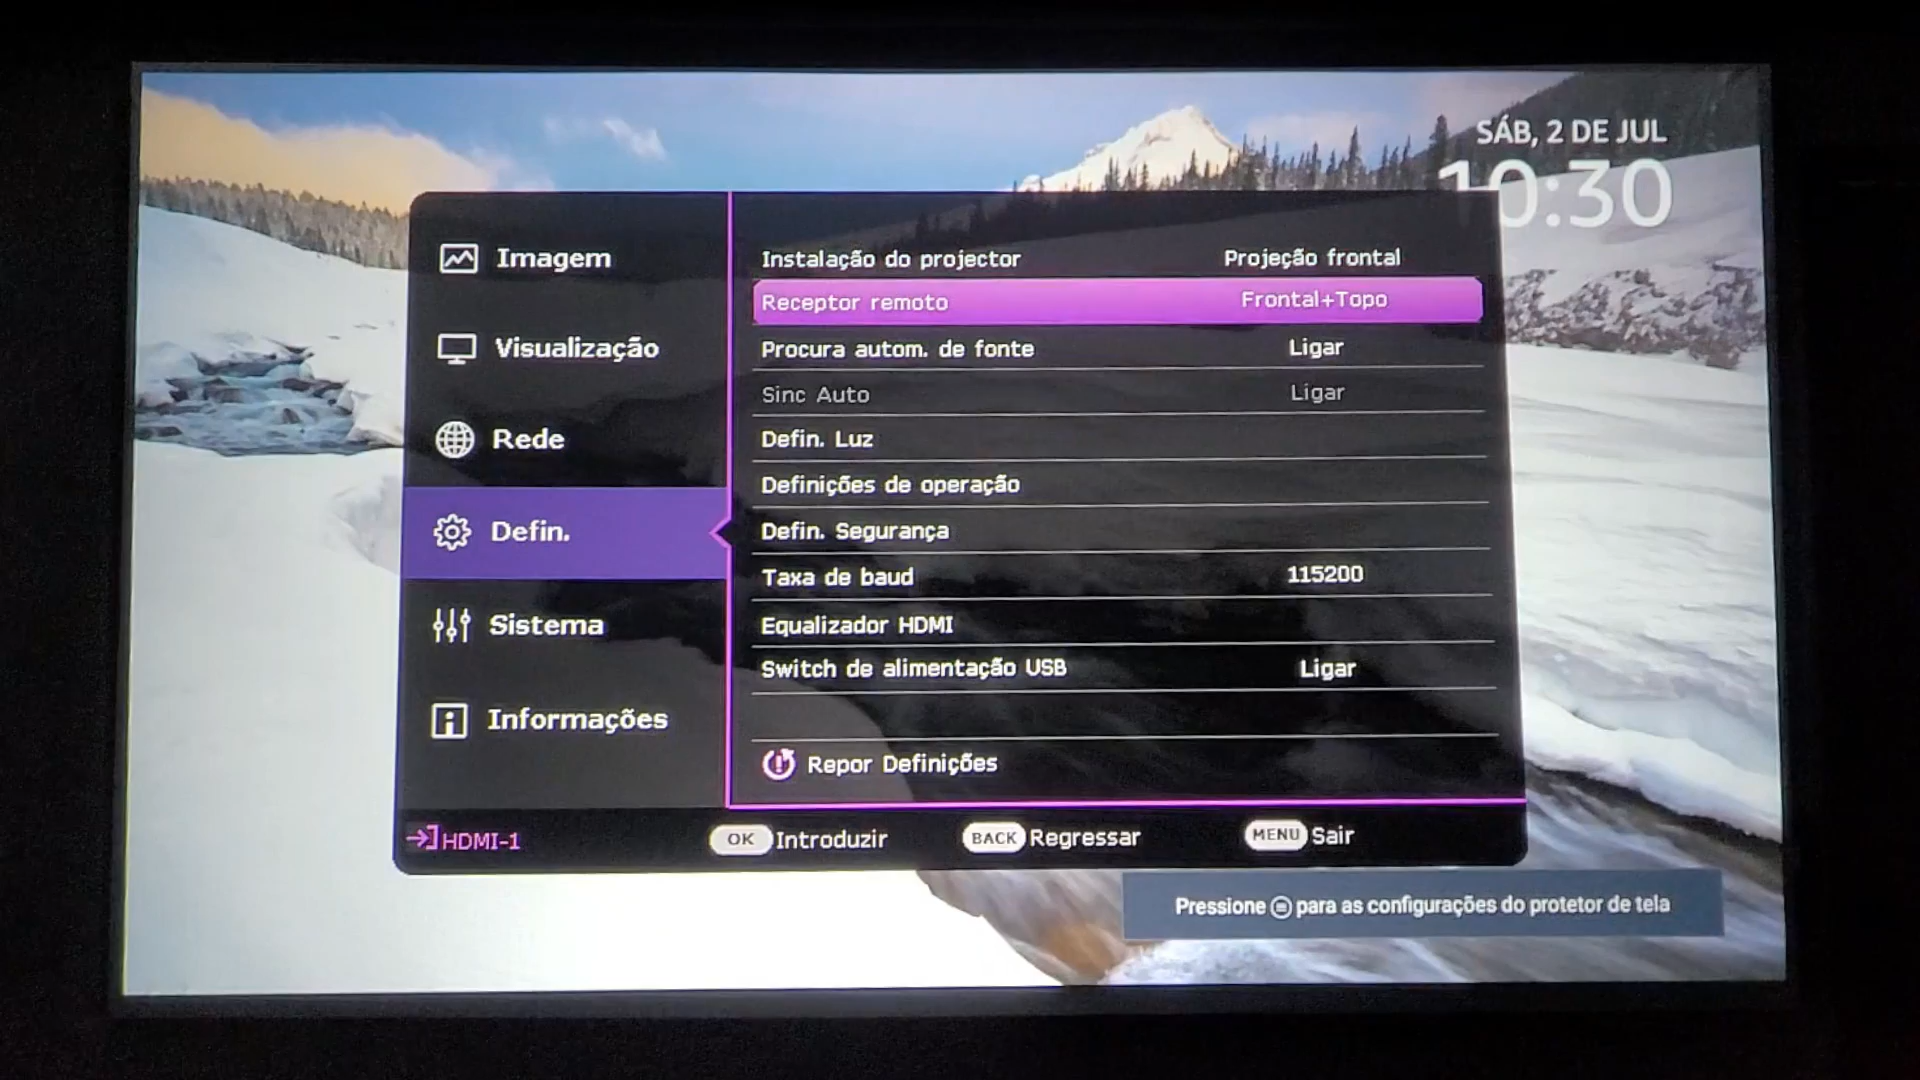 SÁB, 2 DE JUL
10:30
Imagem
Visualização
Rede
Defin.
Sistema
Informações
Instalação do projector Projeção frontal
Receptor remoto Frontal+Topo
Procura autom. de fonte Ligar
Sinc Auto Ligar
Defin. Luz
Definições de operação
Defin. Segurança
Taxa de baud 115200
Equalizador HDMI
Switch de alimentação USB Ligar
Repor Definições
HDMI-1 OK Introduzir BACK Regressar MENU Sair
Pressione para as configurações do protetor de tela